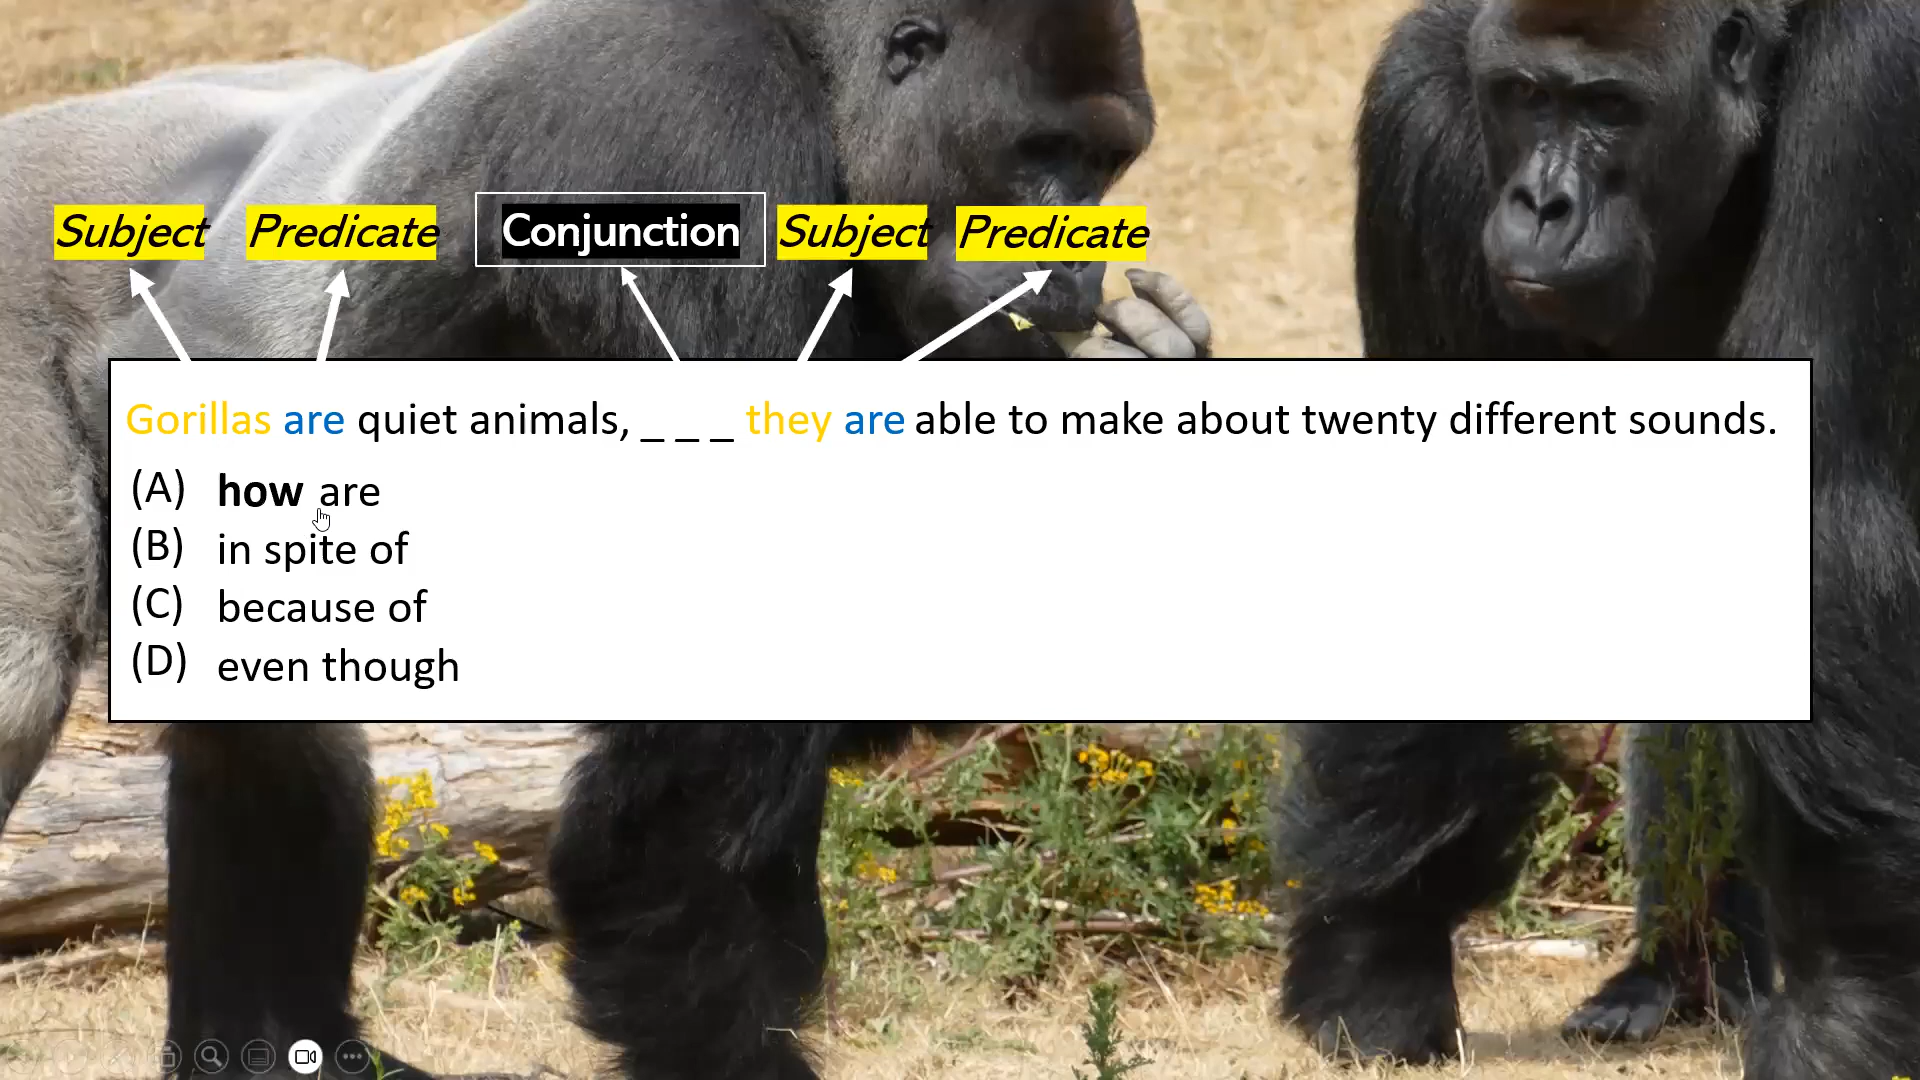 Subject Predicate Conjunction Subject Predicate
Gorillas are quiet animals, _ _ _ they are able to make about twenty different sounds.
(A) how are
(B) in spite of
(C) because of
(D) even though